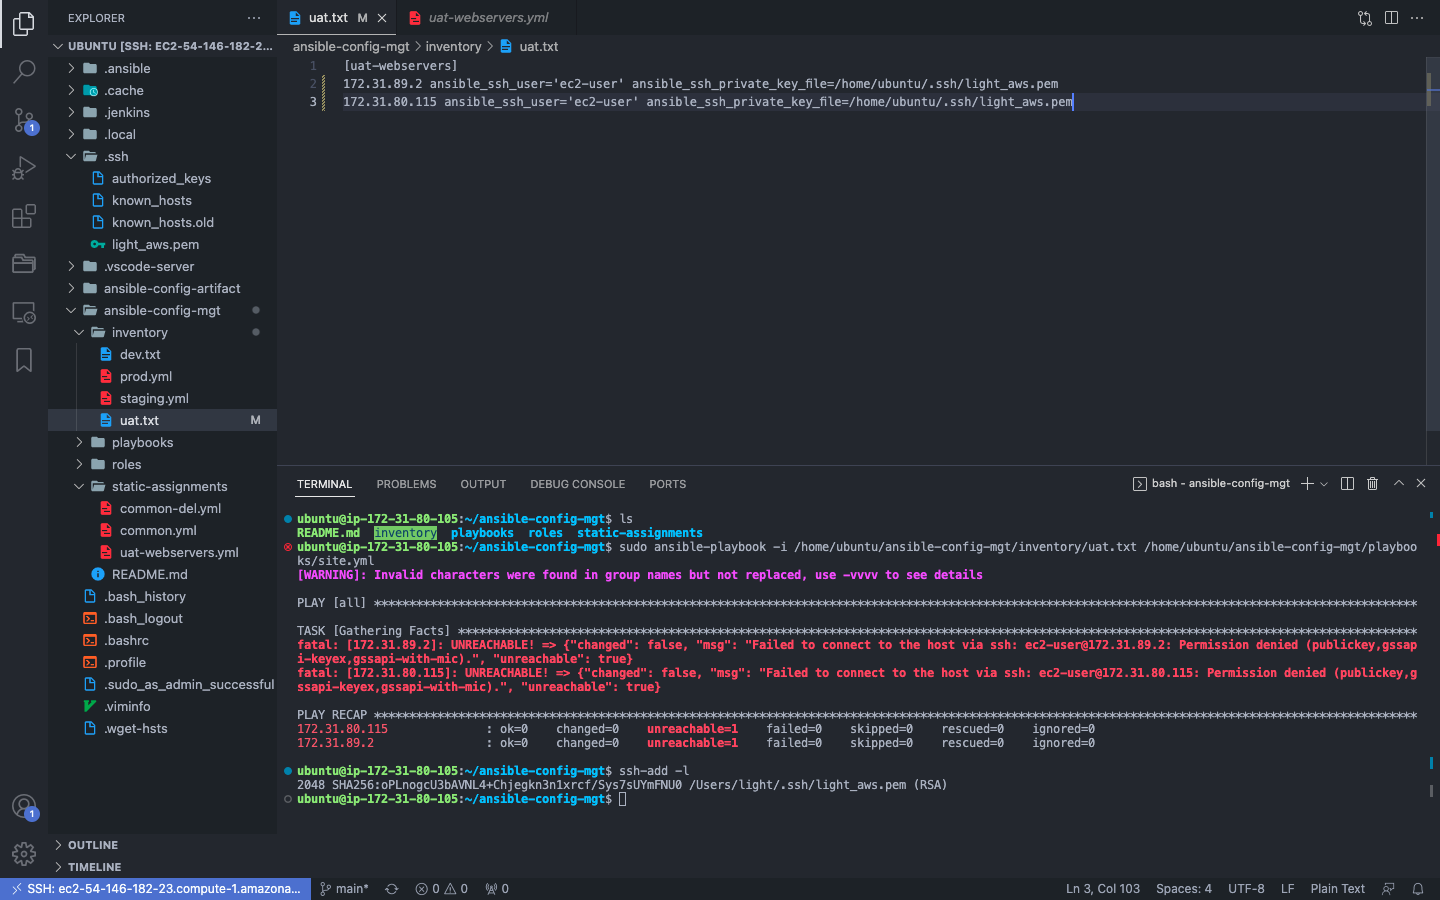 EXPLORER
UBUNTU [SSH: EC2-54-146-182-2...
.ansible
.cache
.jenkins
.local
.ssh
authorized_keys
known_hosts
known_hosts.old
light_aws.pem
.vscode-server
ansible-config-artifact
ansible-config-mgt
inventory
dev.txt
prod.yml
staging.yml
uat.txt M
playbooks
roles
static-assignments
common-del.yml
common.yml
uat-webservers.yml
README.md
.bash_history
.bash_logout
.bashrc
.profile
.sudo_as_admin_successful
.viminfo
.wget-hsts
OUTLINE
TIMELINE
1
1
uat.txt M
uat-webservers.yml
ansible-config-mgt > inventory > uat.txt
1 [uat-webservers]
2 172.31.89.2 ansible_ssh_user='ec2-user' ansible_ssh_private_key_file=/home/ubuntu/.ssh/light_aws.pem
3 172.31.80.115 ansible_ssh_user='ec2-user' ansible_ssh_private_key_file=/home/ubuntu/.ssh/light_aws.pem
TERMINAL PROBLEMS OUTPUT DEBUG CONSOLE PORTS
bash - ansible-config-mgt
ubuntu@ip-172-31-80-105:~/ansible-config-mgt$ ls
README.md inventory playbooks roles static-assignments
ubuntu@ip-172-31-80-105:~/ansible-config-mgt$ sudo ansible-playbook -i /home/ubuntu/ansible-config-mgt/inventory/uat.txt /home/ubuntu/ansible-config-mgt/playboo
ks/site.yml
[WARNING]: Invalid characters were found in group names but not replaced, use -vvvv to see details
PLAY [all] *****************************************************************************************************************************************************
TASK [Gathering Facts] *****************************************************************************************************************************************
fatal: [172.31.89.2]: UNREACHABLE! => {"changed": false, "msg": "Failed to connect to the host via ssh: ec2-user@172.31.89.2: Permission denied (publickey,gssap
i-keyex,gssapi-with-mic).", "unreachable": true}
fatal: [172.31.80.115]: UNREACHABLE! => {"changed": false, "msg": "Failed to connect to the host via ssh: ec2-user@172.31.80.115: Permission denied (publickey,g
ssapi-keyex,gssapi-with-mic).", "unreachable": true}
PLAY RECAP *****************************************************************************************************************************************************
172.31.80.115 : ok=0 changed=0 unreachable=1 failed=0 skipped=0 rescued=0 ignored=0
172.31.89.2 : ok=0 changed=0 unreachable=1 failed=0 skipped=0 rescued=0 ignored=0
ubuntu@ip-172-31-80-105:~/ansible-config-mgt$ ssh-add -l
2048 SHA256:oPLnogcU3bAVNL4+Chjegkn3n1xrcf/Sys7sUYmFNU0 /Users/light/.ssh/light_aws.pem (RSA)
ubuntu@ip-172-31-80-105:~/ansible-config-mgt$
SSH: ec2-54-146-182-23.compute-1.amazona... main* 0 0 0 Ln 3, Col 103 Spaces: 4 UTF-8 LF Plain Text